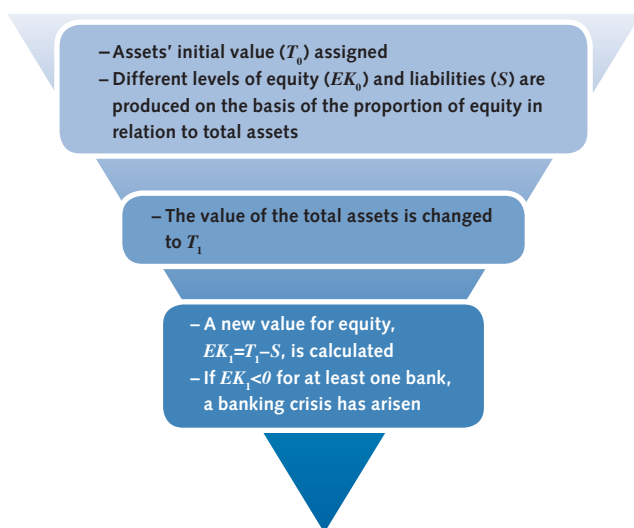 – Assets' initial value (T₀) assigned
– Different levels of equity (EK₀) and liabilities (S) are
produced on the basis of the proportion of equity in
relation to total assets
– The value of the total assets is changed
to T₁
– A new value for equity,
EK₁=T₁–S, is calculated
– If EK₁<0 for at least one bank,
a banking crisis has arisen